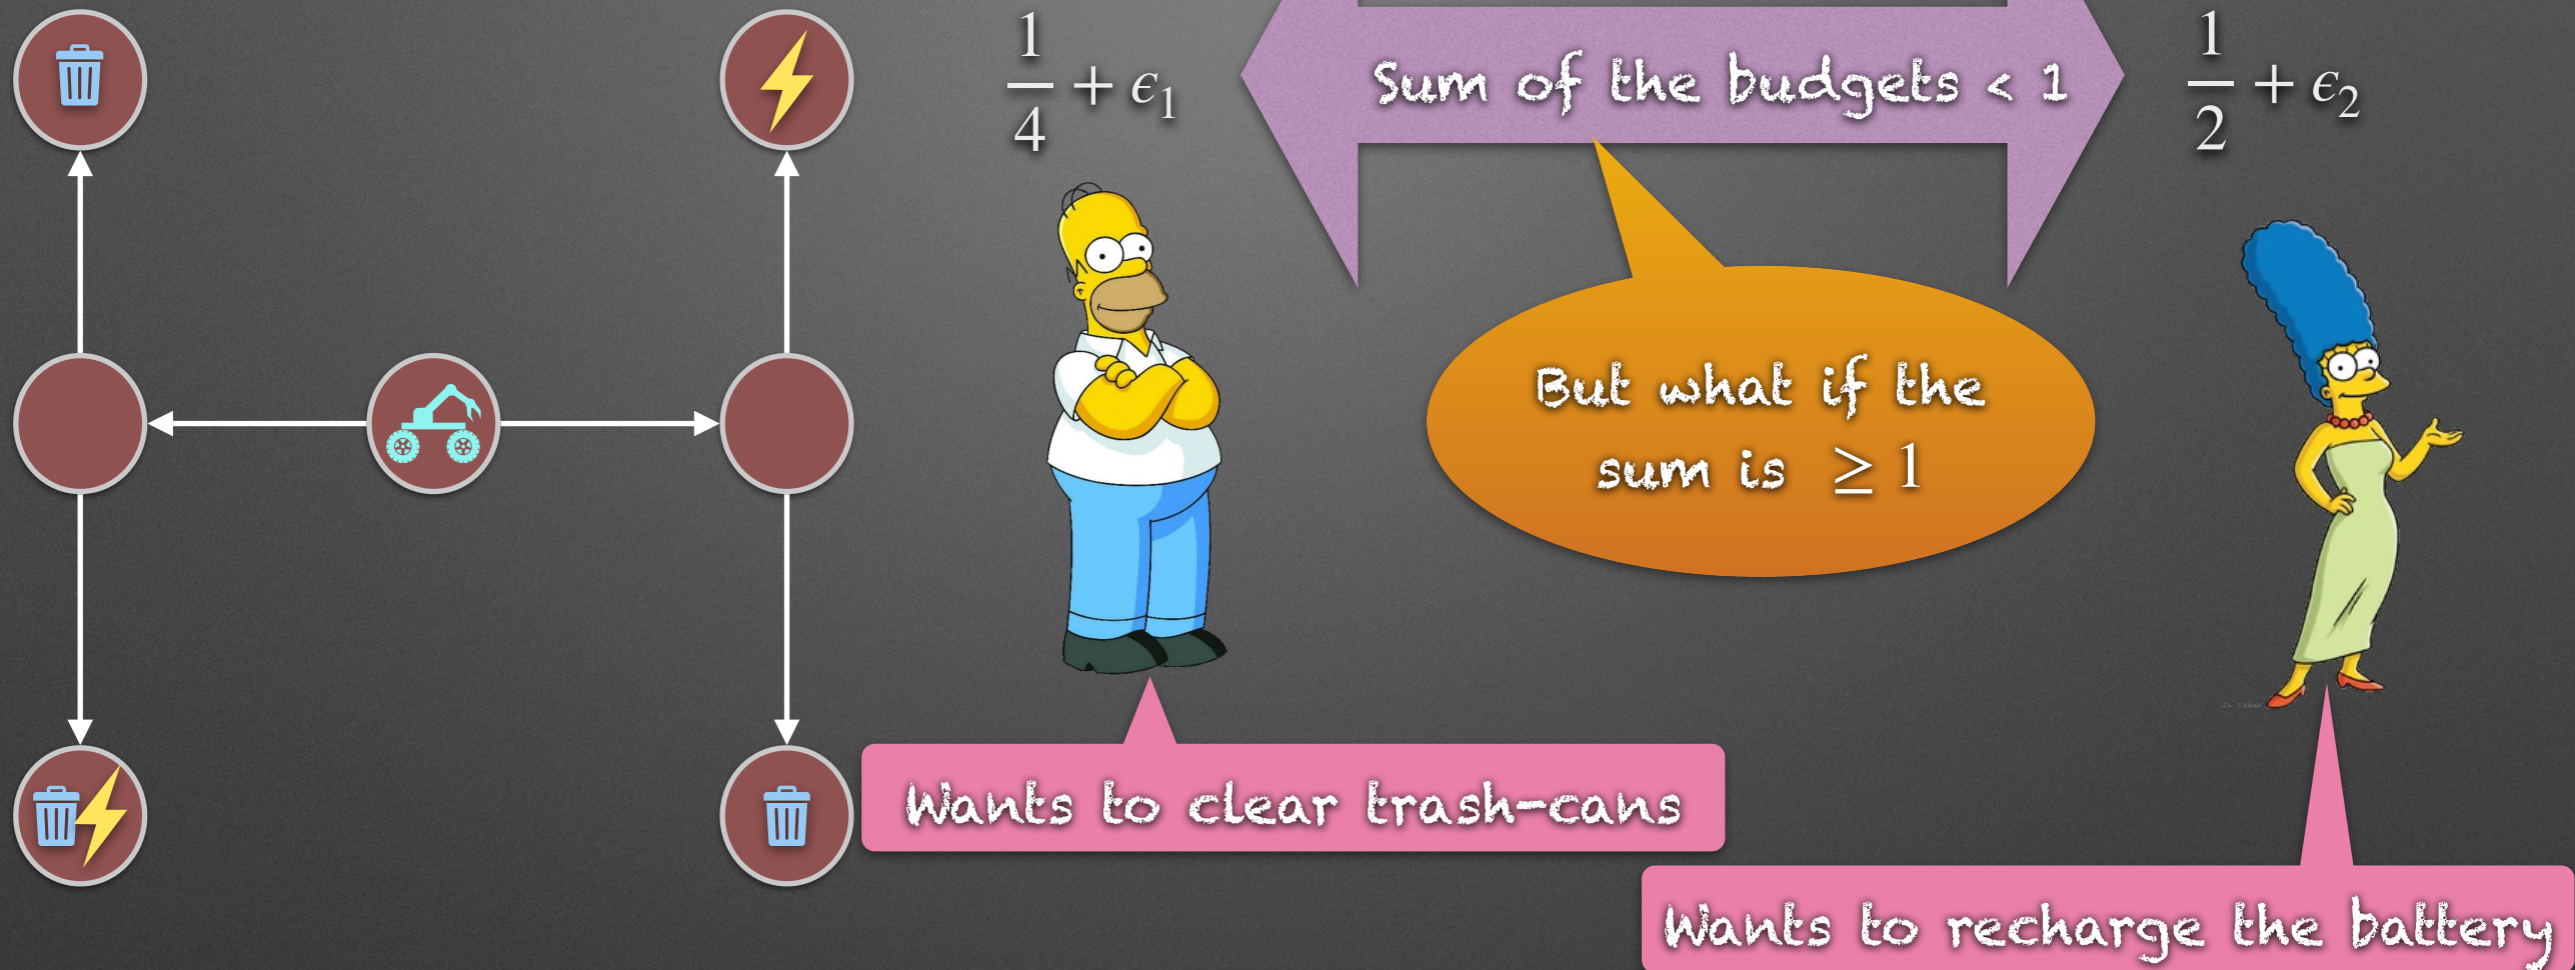 1/4 + ϵ₁
Sum of the budgets < 1
1/2 + ϵ₂
But what if the
sum is ≥ 1
Wants to clear trash-cans
Wants to recharge the battery